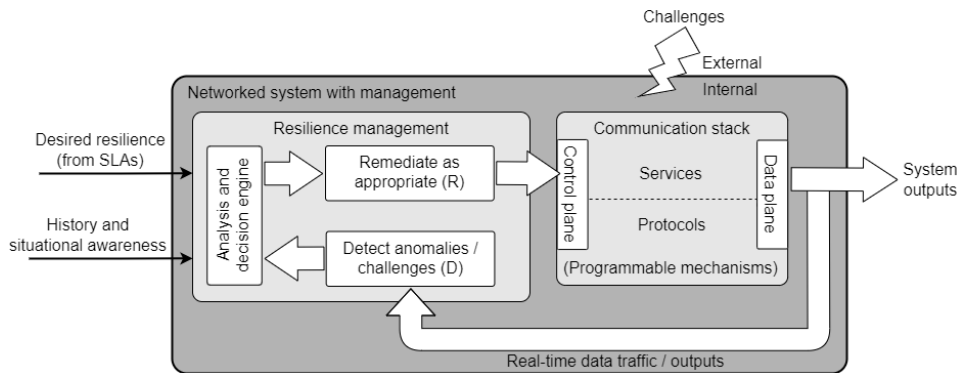 Challenges
External
Internal
Networked system with management
Desired resilience
(from SLAs)
History and
situational awareness
Resilience management
Analysis and
decision engine
Remediate as
appropriate (R)
Detect anomalies /
challenges (D)
Communication stack
Control plane
Services
Protocols
Data plane
(Programmable mechanisms)
System
outputs
Real-time data traffic / outputs